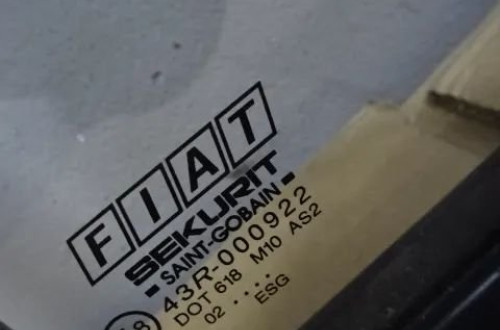 FIAT
SEKURIT
- SAINT-GOBAIN -
43R-000922
DOT 618 M10 AS2
02 .... ESG